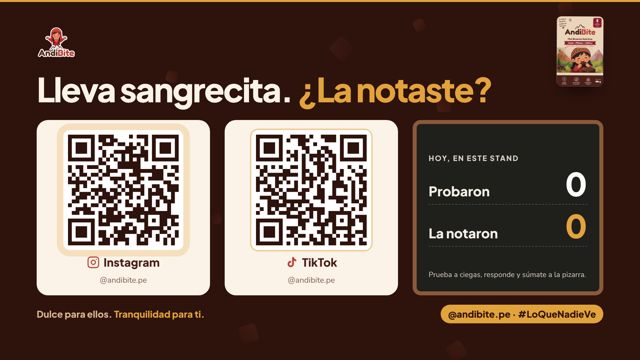 AndiBite
AndiBite
Lleva sangrecita. ¿La notaste?
Instagram
@andibite.pe
TikTok
@andibite.pe
HOY, EN ESTE STAND
Probaron 0
La notaron 0
Prueba a ciegas, responde y súmate a la pizarra.
Dulce para ellos. Tranquilidad para ti.
@andibite.pe · #LoQueNadieVe